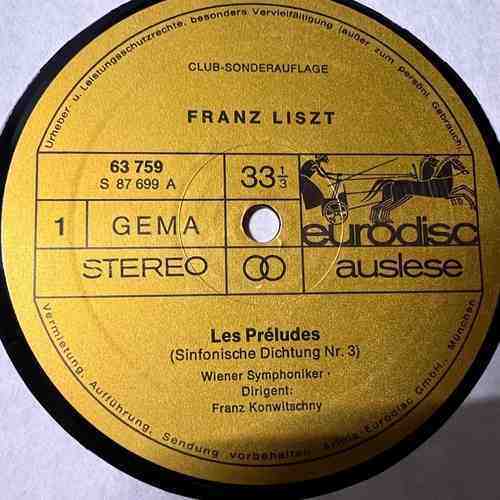 Urheber u. Leistungsschutzrechte, besonders Vervielfältigung (außer zum persönl. Gebrauch),
CLUB-SONDERAUFLAGE
FRANZ LISZT
63 759
S 87 699 A
33 1/3
1
GEMA
STEREO
eurodisc
auslese
Les Préludes
(Sinfonische Dichtung Nr. 3)
Wiener Symphoniker ·
Dirigent:
Franz Konwitschny
Vermietung, Aufführung, Sendung vorbehalten. Ariola-Eurodisc GmbH, München